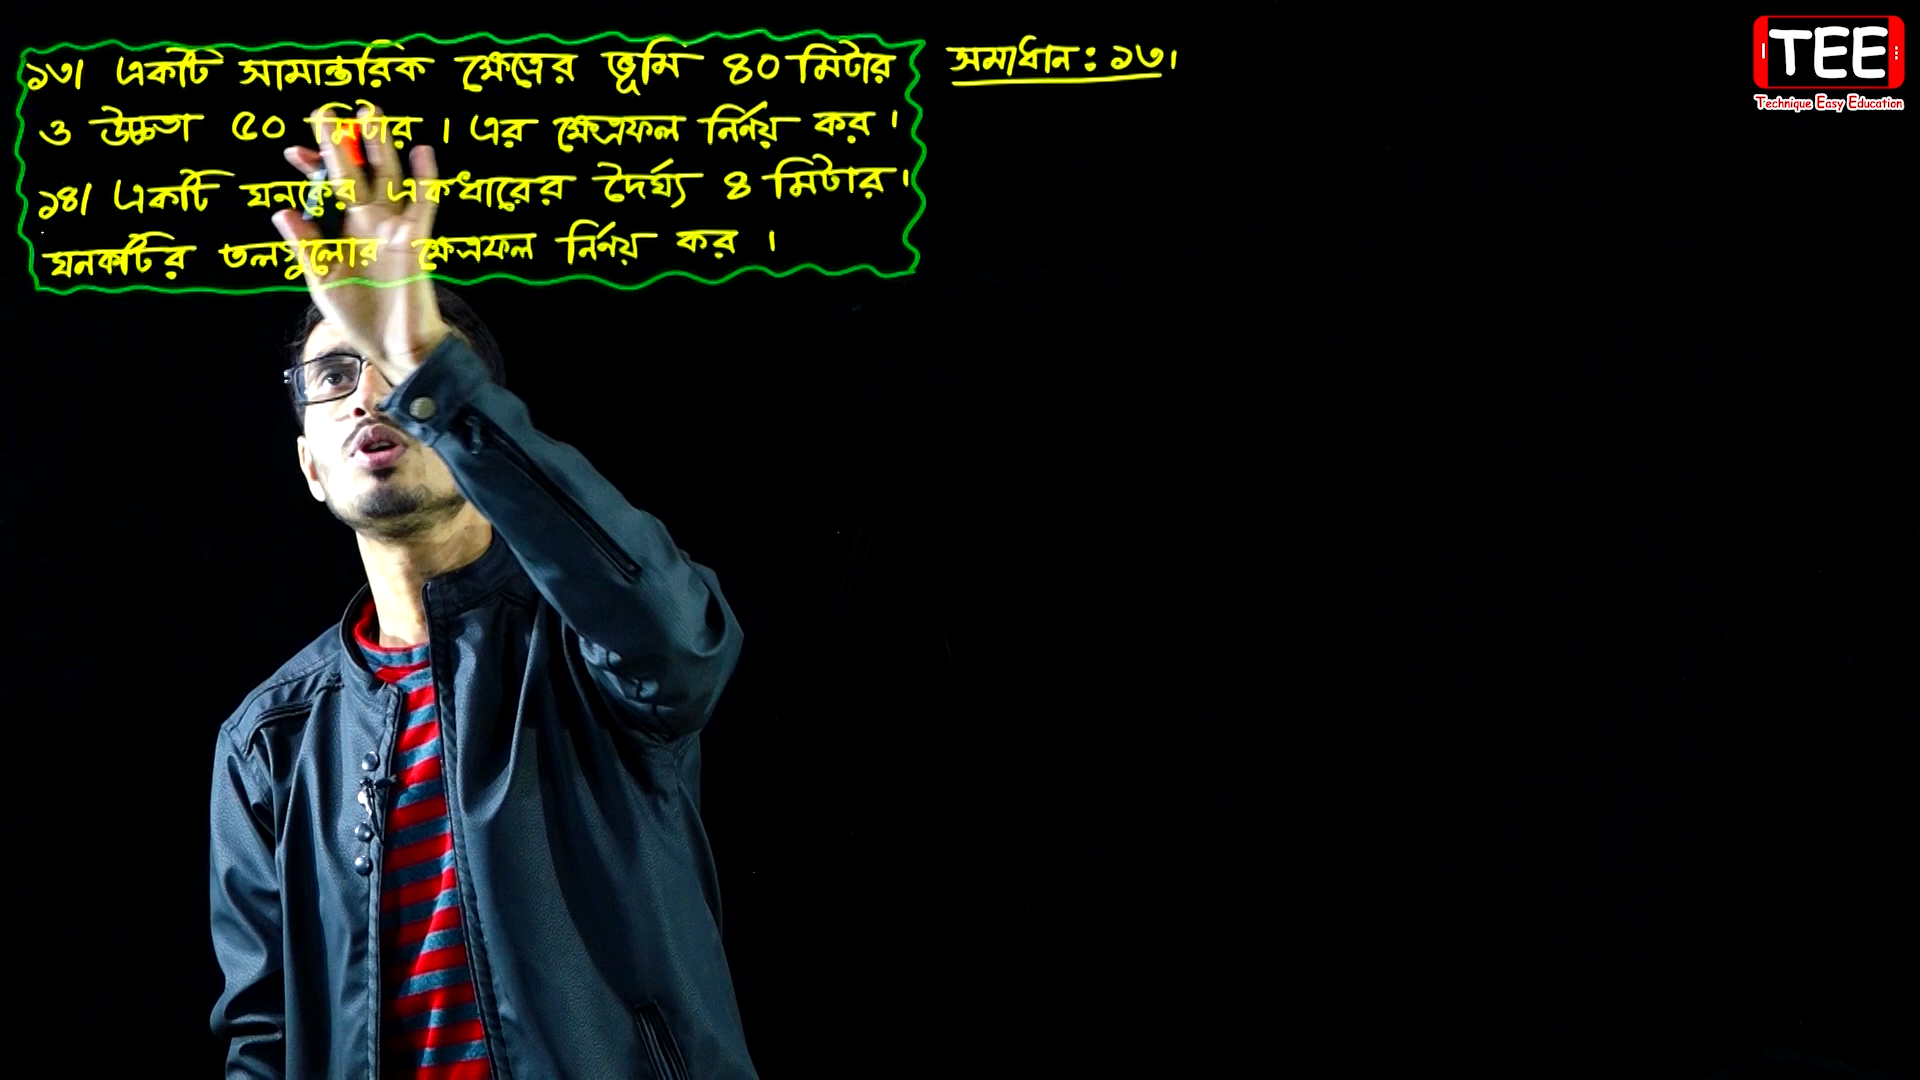 ১৩। একটি সামান্তরিক ক্ষেত্রের ভূমি ৪০ মিটার
ও উচ্চতা ৫০ মিটার । এর ক্ষেত্রফল নির্ণয় কর ।
১৪। একটি ঘনকের একধারের দৈর্ঘ্য ৪ মিটার ।
ঘনকটির তলগুলোর ক্ষেত্রফল নির্ণয় কর ।
সমাধান : ১৩।
TEE
Technique Easy Education